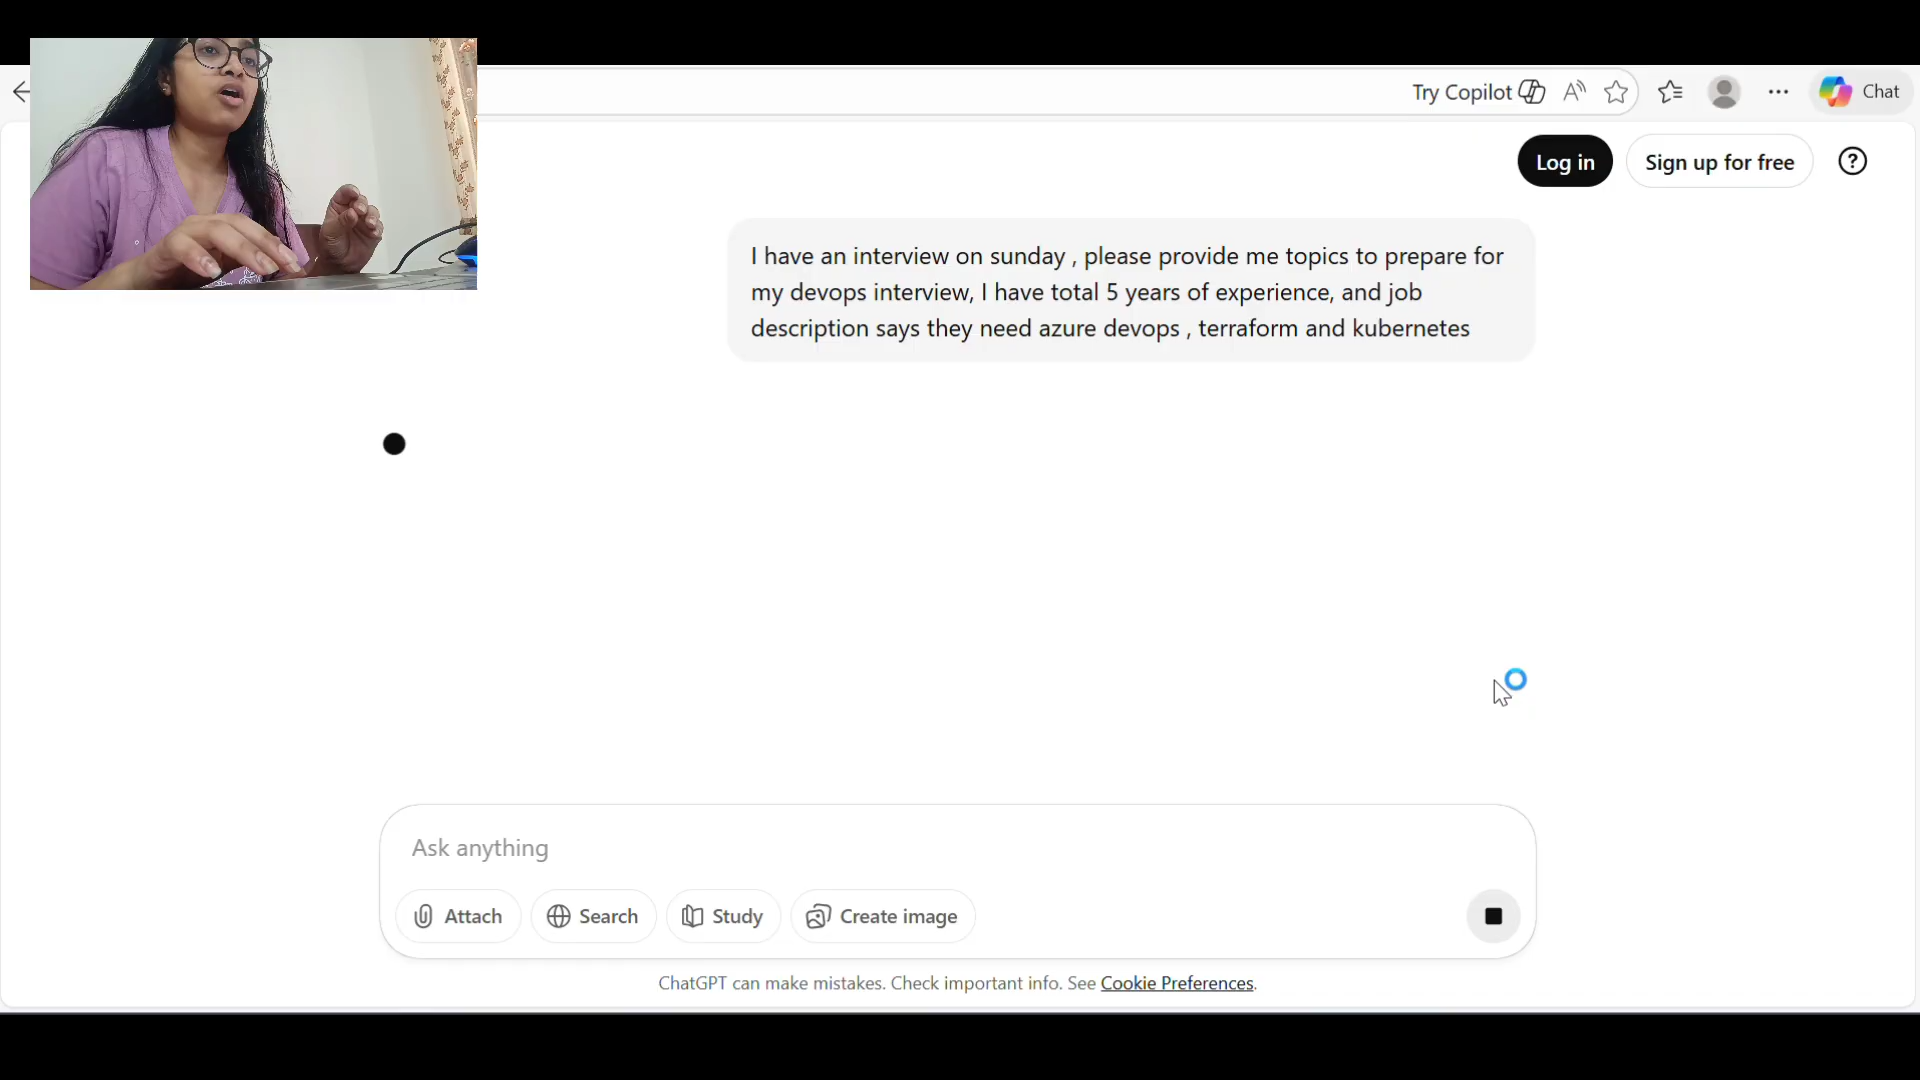 Try Copilot
Chat
Log in
Sign up for free
I have an interview on sunday , please provide me topics to prepare for
my devops interview, I have total 5 years of experience, and job
description says they need azure devops , terraform and kubernetes
Ask anything
Attach
Search
Study
Create image
ChatGPT can make mistakes. Check important info. See Cookie Preferences.